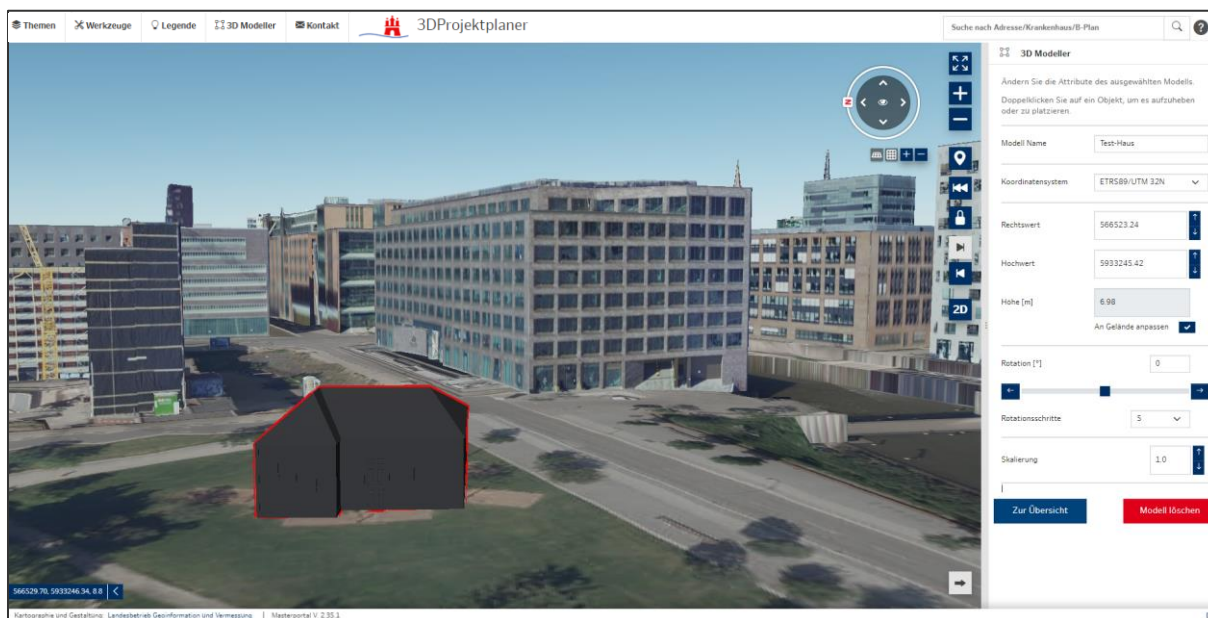 Themen
Werkzeuge
Legende
3D Modeller
Kontakt
3DProjektplaner
Suche nach Adresse/Krankenhaus/B-Plan
?
2D
566529.70, 5933246.34, 8.8
3D Modeller
Ändern Sie die Attribute des ausgewählten Modells.
Doppelklicken Sie auf ein Objekt, um es aufzuheben
oder zu platzieren.
Modell Name
Test-Haus
Koordinatensystem
ETRS89/UTM 32N
Rechtswert
566523.24
Hochwert
5933245.42
Höhe [m]
6.98
An Gelände anpassen
Rotation [°]
0
Rotationsschritte
5
Skalierung
1.0
Zur Übersicht
Modell löschen
Kartographie und Gestaltung: Landesbetrieb Geoinformation und Vermessung | Masterportal V. 2.35.1